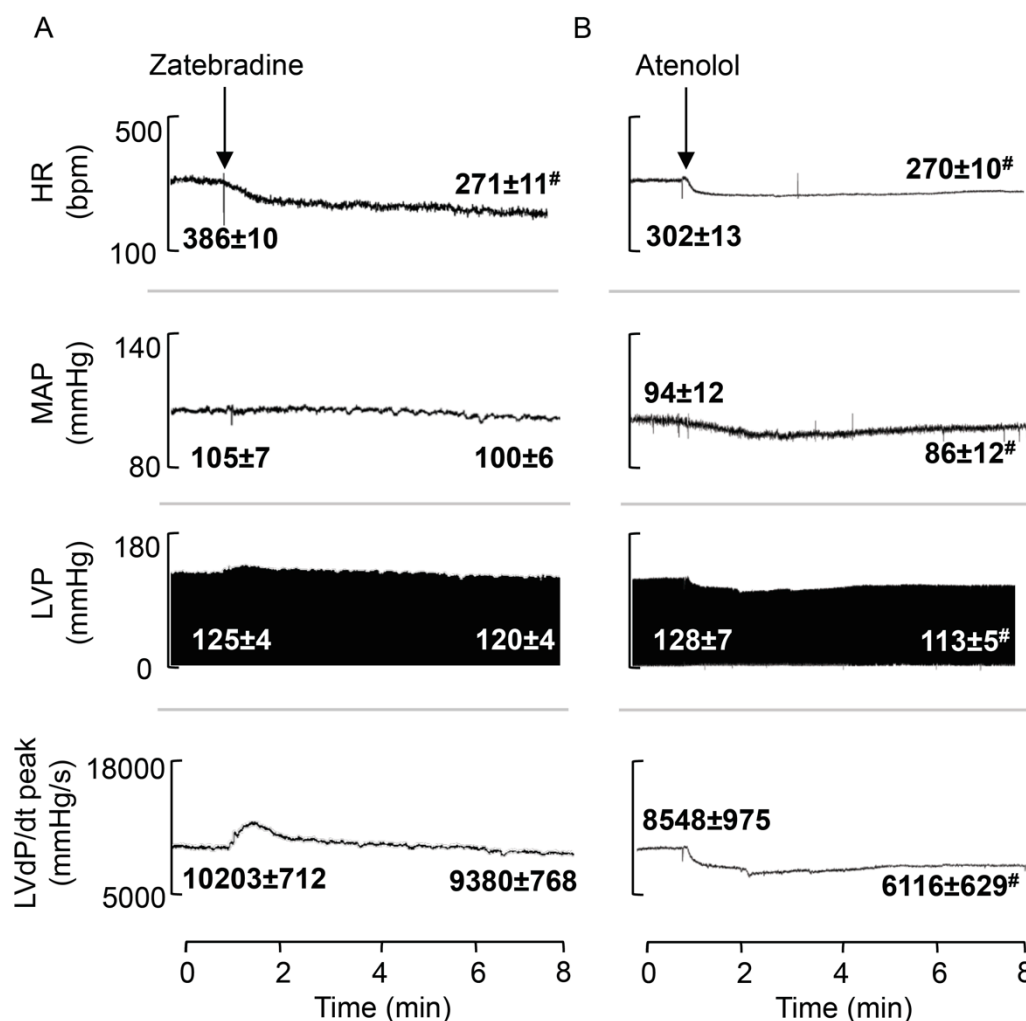 A
B
Zatebradine
Atenolol
HR
(bpm)
500
100
386±10
271±11#
302±13
270±10#
MAP
(mmHg)
140
80
105±7
100±6
94±12
86±12#
LVP
(mmHg)
180
0
125±4
120±4
128±7
113±5#
LVdP/dt peak
(mmHg/s)
18000
5000
10203±712
9380±768
8548±975
6116±629#
0 2 4 6 8
Time (min)
0 2 4 6 8
Time (min)